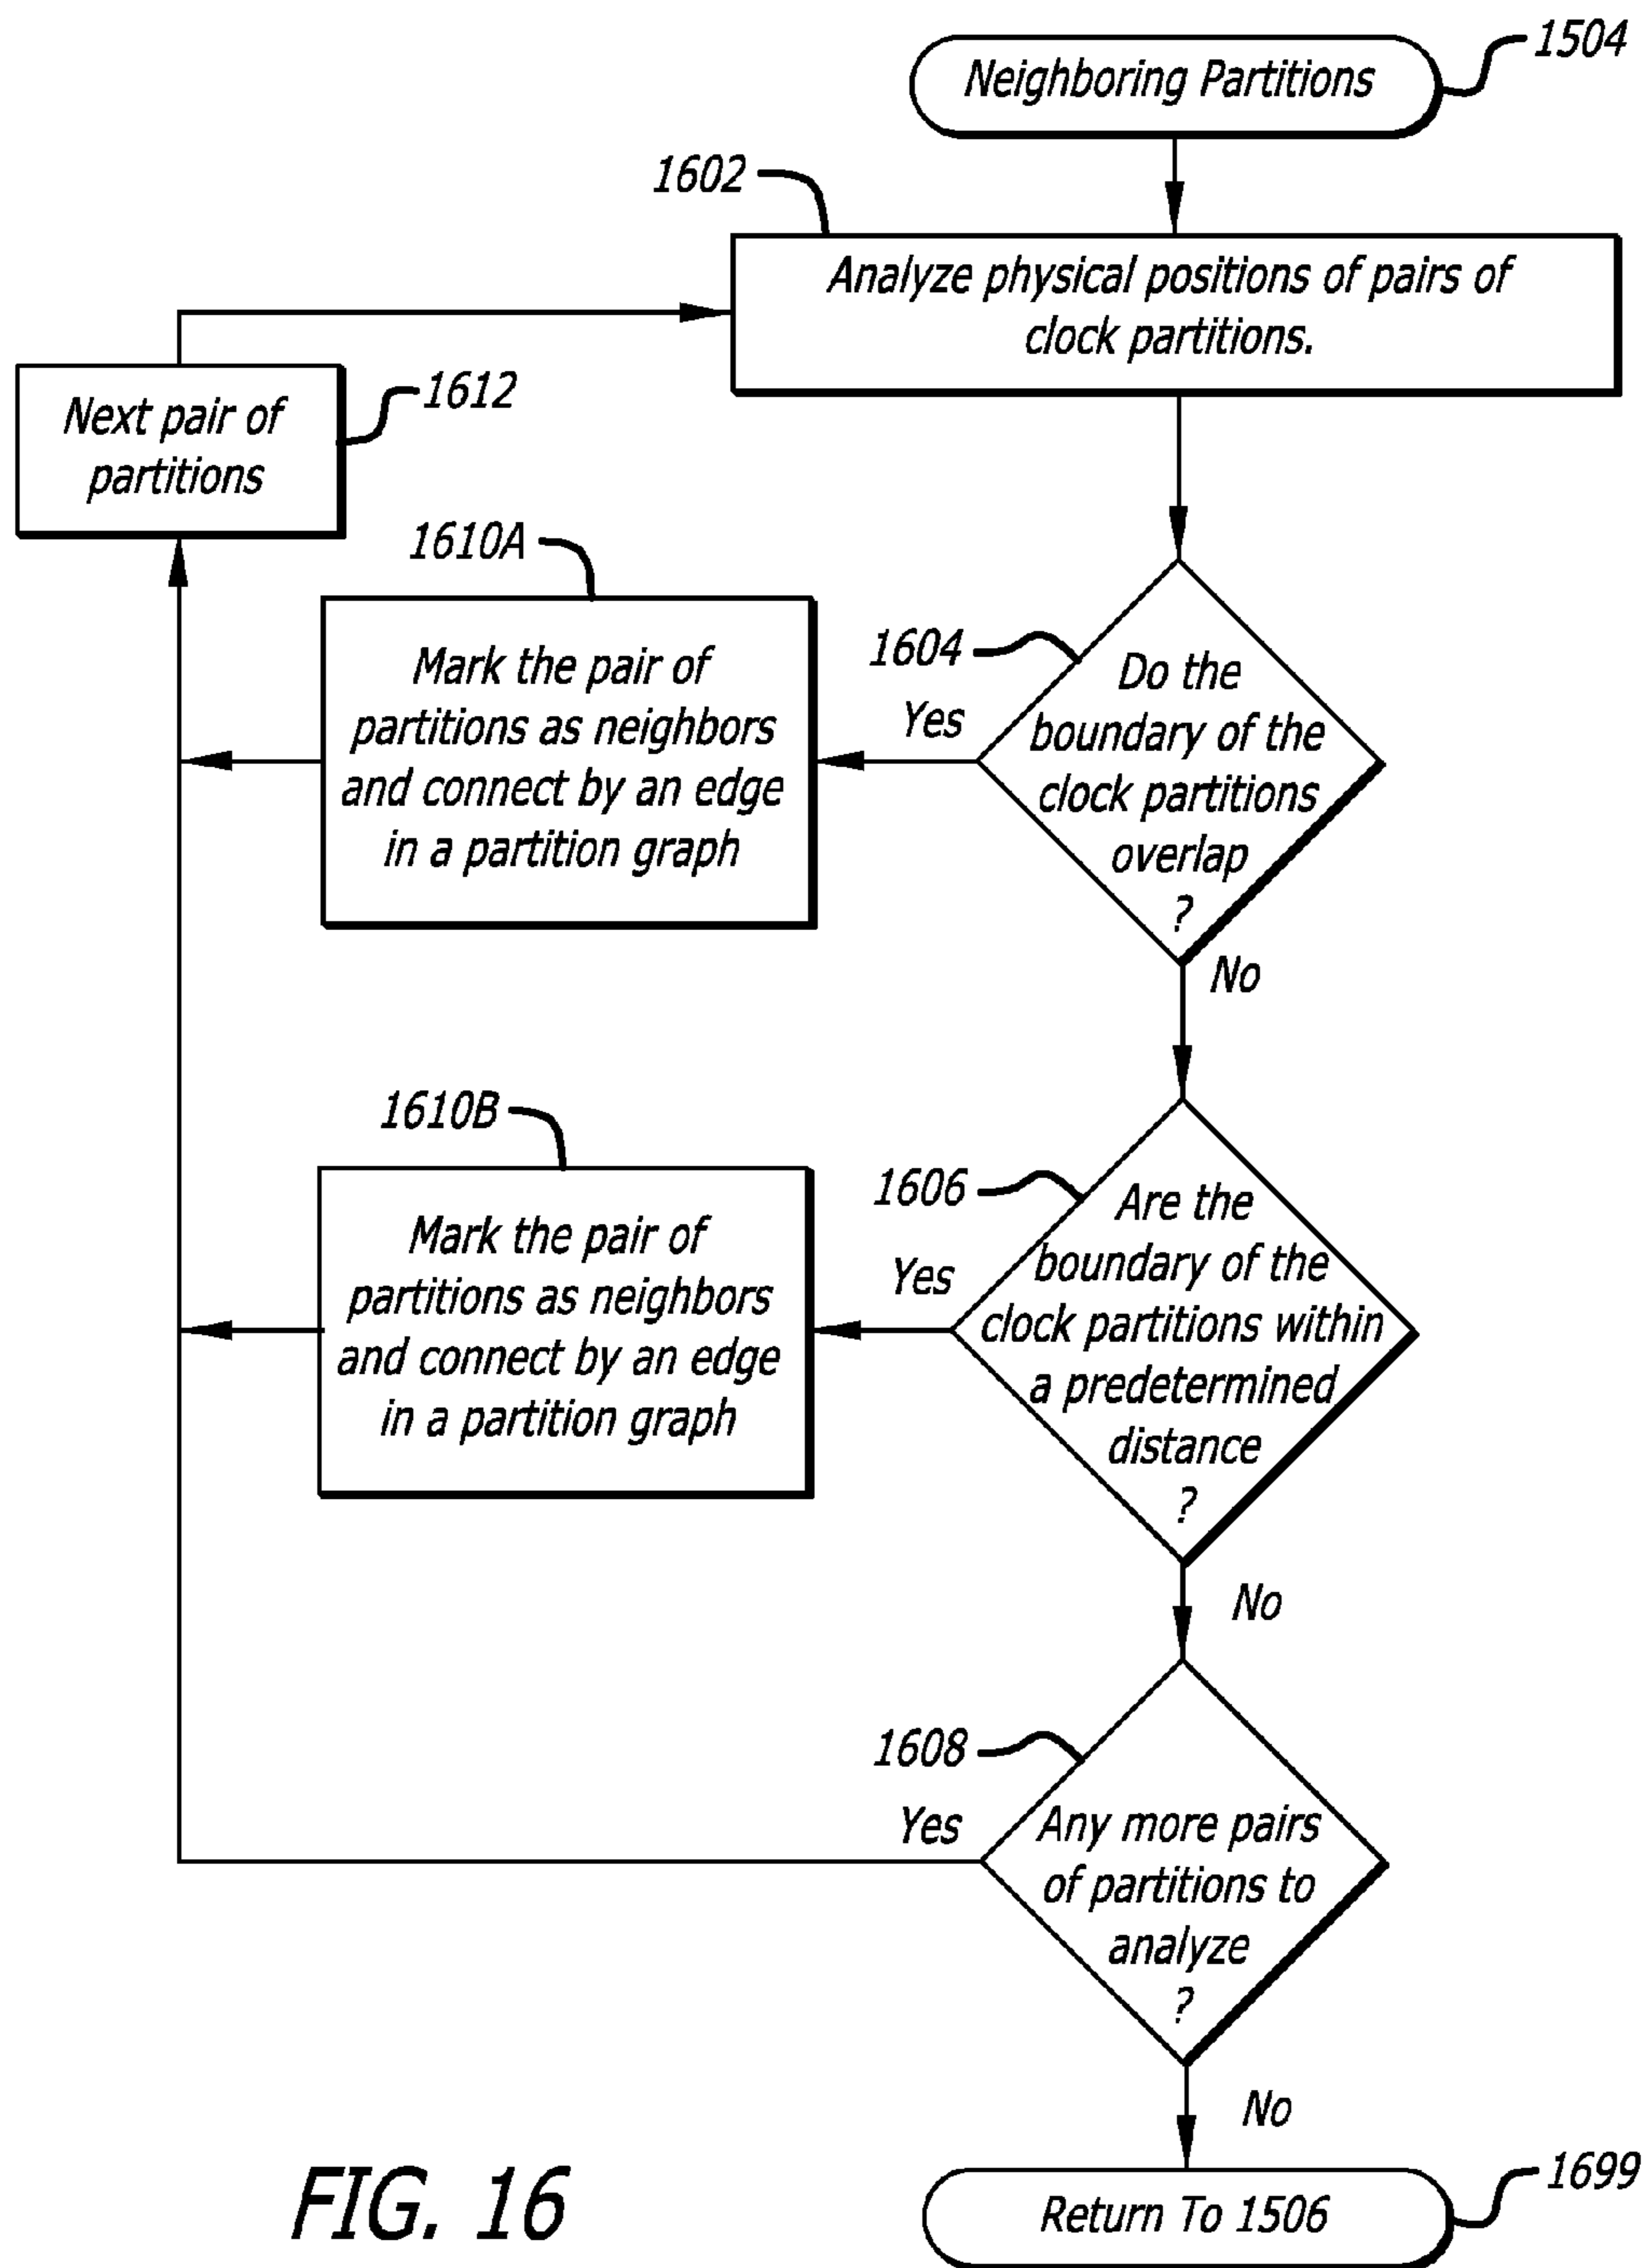 1504
Neighboring Partitions
1602
Analyze physical positions of pairs of
clock partitions.
1612
Next pair of
partitions
1610A
Mark the pair of
partitions as neighbors
and connect by an edge
in a partition graph
1604
Yes
Do the
boundary of the
clock partitions
overlap
?
No
1610B
Mark the pair of
partitions as neighbors
and connect by an edge
in a partition graph
1606
Yes
Are the
boundary of the
clock partitions within
a predetermined
distance
?
No
1608
Yes
Any more pairs
of partitions to
analyze
?
No
1699
Return To 1506
FIG. 16